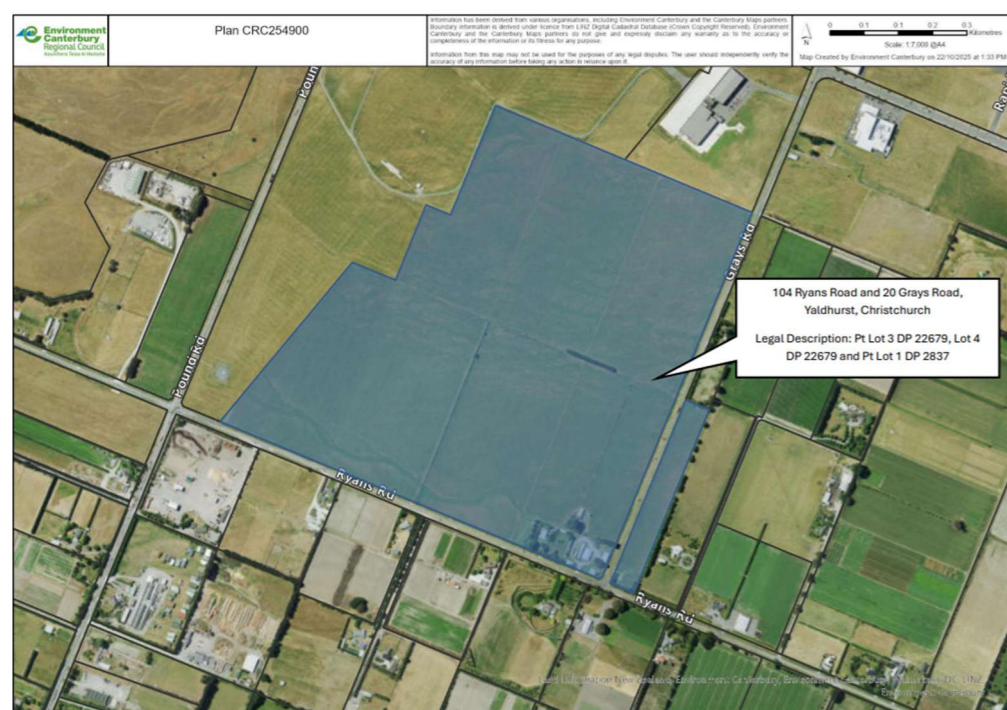 Environment
Canterbury
Regional Council
Kaunihera Taiao ki Waitaha
Plan CRC254900
Information has been derived from various organisations, including Environment Canterbury and the Canterbury Maps partners.
Boundary information is derived under licence from LINZ Digital Cadastral Database (Crown Copyright Reserved). Environment
Canterbury and the Canterbury Maps partners do not give and expressly disclaim any warranty as to the accuracy or
completeness of the information or its fitness for any purpose.
Information from this map may not be used for the purposes of any legal disputes. The user should independently verify the
accuracy of any information before taking any action in reliance upon it.
N
0 0.1 0.1 0.2 0.3
Kilometres
Scale: 1:7,000 @A4
Map Created by Environment Canterbury on 22/10/2025 at 1:33 PM
Poun
Grays Rd
104 Ryans Road and 20 Grays Road,
Yaldhurst, Christchurch
Legal Description: Pt Lot 3 DP 22679, Lot 4
DP 22679 and Pt Lot 1 DP 2837
Pound Rd
Ryans Rd
Ryans Rd